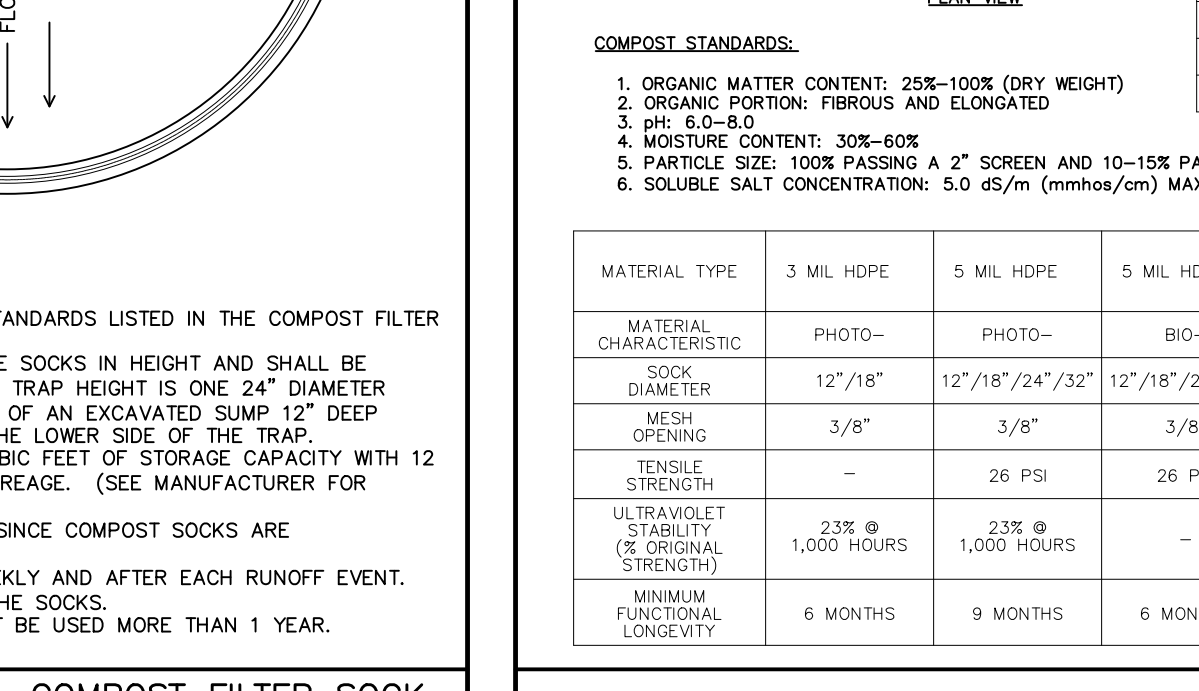 FLO
TANDARDS LISTED IN THE COMPOST FILTER
E SOCKS IN HEIGHT AND SHALL BE
TRAP HEIGHT IS ONE 24” DIAMETER
OF AN EXCAVATED SUMP 12” DEEP
HE LOWER SIDE OF THE TRAP.
BIC FEET OF STORAGE CAPACITY WITH 12
REAGE. (SEE MANUFACTURER FOR
SINCE COMPOST SOCKS ARE
EKLY AND AFTER EACH RUNOFF EVENT.
HE SOCKS.
T BE USED MORE THAN 1 YEAR.
COMPOST FILTER SOCK
PLAN VIEW
COMPOST STANDARDS:
1. ORGANIC MATTER CONTENT: 25%–100% (DRY WEIGHT)
2. ORGANIC PORTION: FIBROUS AND ELONGATED
3. pH: 6.0–8.0
4. MOISTURE CONTENT: 30%–60%
5. PARTICLE SIZE: 100% PASSING A 2” SCREEN AND 10–15% PA
6. SOLUBLE SALT CONCENTRATION: 5.0 dS/m (mmhos/cm) MAX
MATERIAL TYPE 3 MIL HDPE 5 MIL HDPE 5 MIL HD
MATERIAL
CHARACTERISTIC PHOTO– PHOTO– BIO–
SOCK
DIAMETER 12”/18” 12”/18”/24”/32” 12”/18”/2
MESH
OPENING 3/8” 3/8” 3/8
TENSILE
STRENGTH – 26 PSI 26 P
ULTRAVIOLET
STABILITY
(% ORIGINAL
STRENGTH)
23% @
1,000 HOURS
23% @
1,000 HOURS
–
MINIMUM
FUNCTIONAL
LONGEVITY
6 MONTHS 9 MONTHS 6 MON